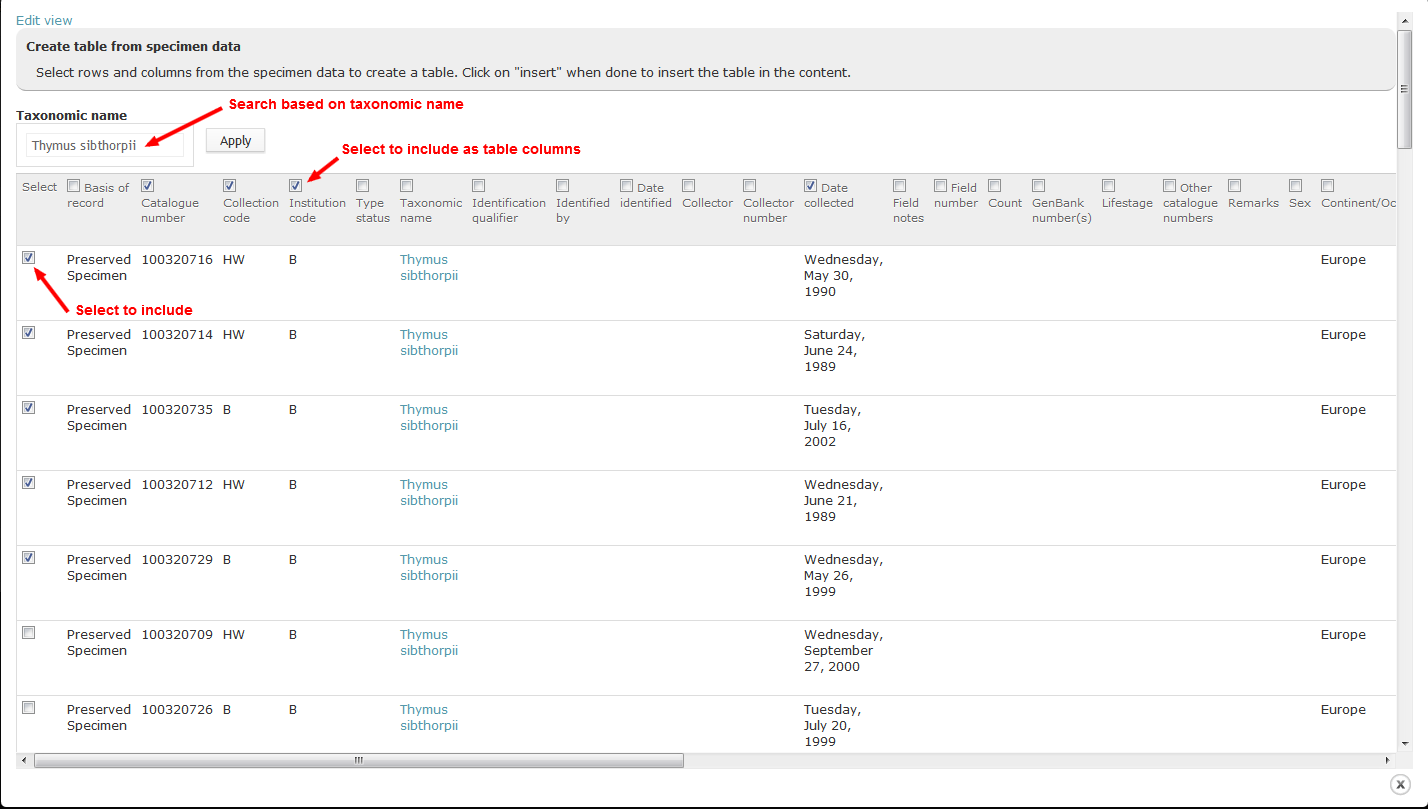 Edit view
Create table from specimen data
Select rows and columns from the specimen data to create a table. Click on "insert" when done to insert the table in the content.
Search based on taxonomic name
Taxonomic name
Thymus sibthorpii
Apply
Select to include as table columns
Select Basis of Date Date Field Other
record Catalogue Collection Institution Type Taxonomic Identification Identified identified Collector Collector collected Field number Count GenBank Lifestage catalogue Remarks Sex Continent/Oc
number code code status name qualifier by number notes number(s) numbers
Preserved 100320716 HW B Thymus Wednesday, Europe
Specimen sibthorpii May 30,
1990
Select to include
Preserved 100320714 HW B Thymus Saturday, Europe
Specimen sibthorpii June 24,
1989
Preserved 100320735 B B Thymus Tuesday, Europe
Specimen sibthorpii July 16,
2002
Preserved 100320712 HW B Thymus Wednesday, Europe
Specimen sibthorpii June 21,
1989
Preserved 100320729 B B Thymus Wednesday, Europe
Specimen sibthorpii May 26,
1999
Preserved 100320709 HW B Thymus Wednesday, Europe
Specimen sibthorpii September
27, 2000
Preserved 100320726 B B Thymus Tuesday, Europe
Specimen sibthorpii July 20,
1999